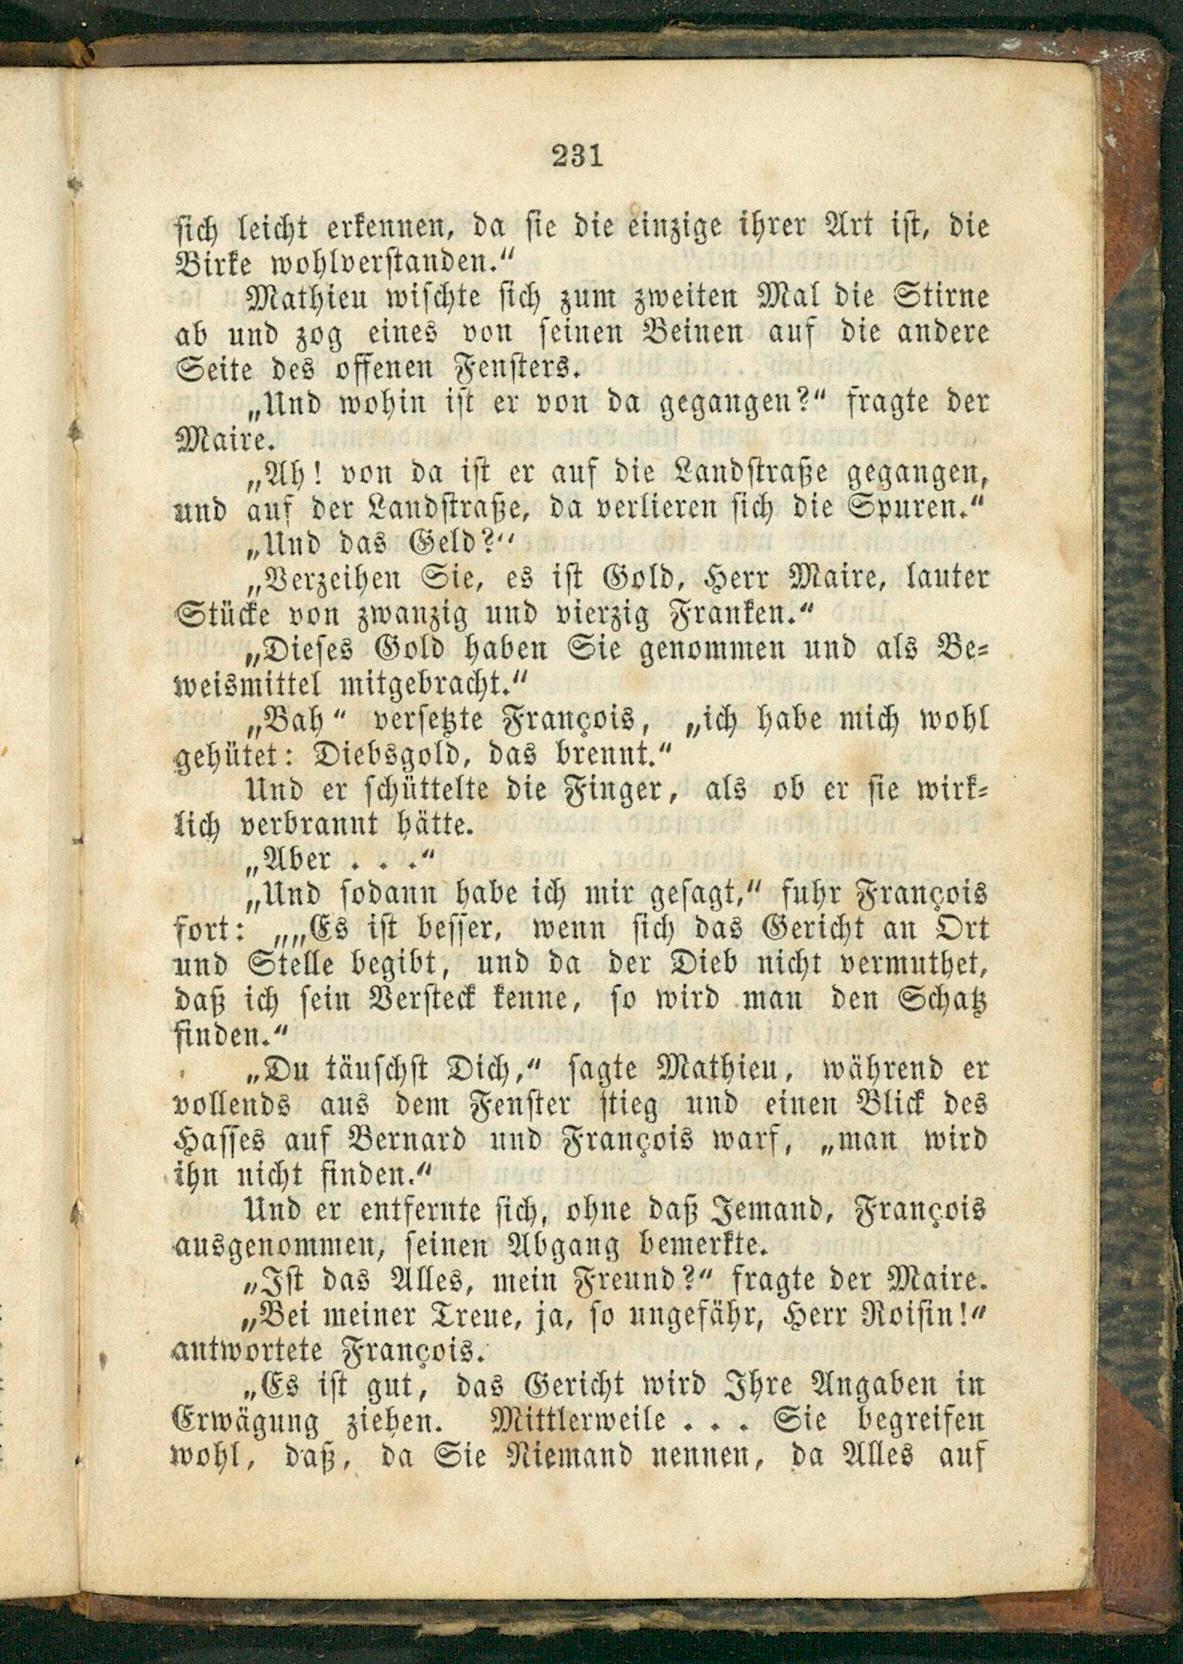 231
sich leicht erkennen, da sie die einzige ihrer Art ist, die
Birke wohlverstanden.“
Mathieu wischte sich zum zweiten Mal die Stirne
ab und zog eines von seinen Beinen auf die andere
Seite des offenen Fensters.
„Und wohin ist er von da gegangen?“ fragte der
Maire.
„Ah! von da ist er auf die Landstraße gegangen,
und auf der Landstraße, da verlieren sich die Spuren.“
„Und das Geld?“
„Verzeihen Sie, es ist Gold, Herr Maire, lauter
Stücke von zwanzig und vierzig Franken.“
„Dieses Gold haben Sie genommen und als Be-
weismittel mitgebracht.“
„Bah“ versetzte François, „ich habe mich wohl
gehütet: Diebsgold, das brennt.“
Und er schüttelte die Finger, als ob er sie wirk-
lich verbrannt hätte.
„Aber . . .“
„Und sodann habe ich mir gesagt,“ fuhr François
fort: „„Es ist besser, wenn sich das Gericht an Ort
und Stelle begibt, und da der Dieb nicht vermuthet,
daß ich sein Versteck kenne, so wird man den Schatz
finden.“
„Du täuschst Dich,“ sagte Mathieu, während er
vollends aus dem Fenster stieg und einen Blick des
Hasses auf Bernard und François warf, „man wird
ihn nicht finden.“
Und er entfernte sich, ohne daß Jemand, François
ausgenommen, seinen Abgang bemerkte.
„Ist das Alles, mein Freund?“ fragte der Maire.
„Bei meiner Treue, ja, so ungefähr, Herr Roisin!“
antwortete François.
„Es ist gut, das Gericht wird Ihre Angaben in
Erwägung ziehen. Mittlerweile . . . Sie begreifen
wohl, daß, da Sie Niemand nennen, da Alles auf